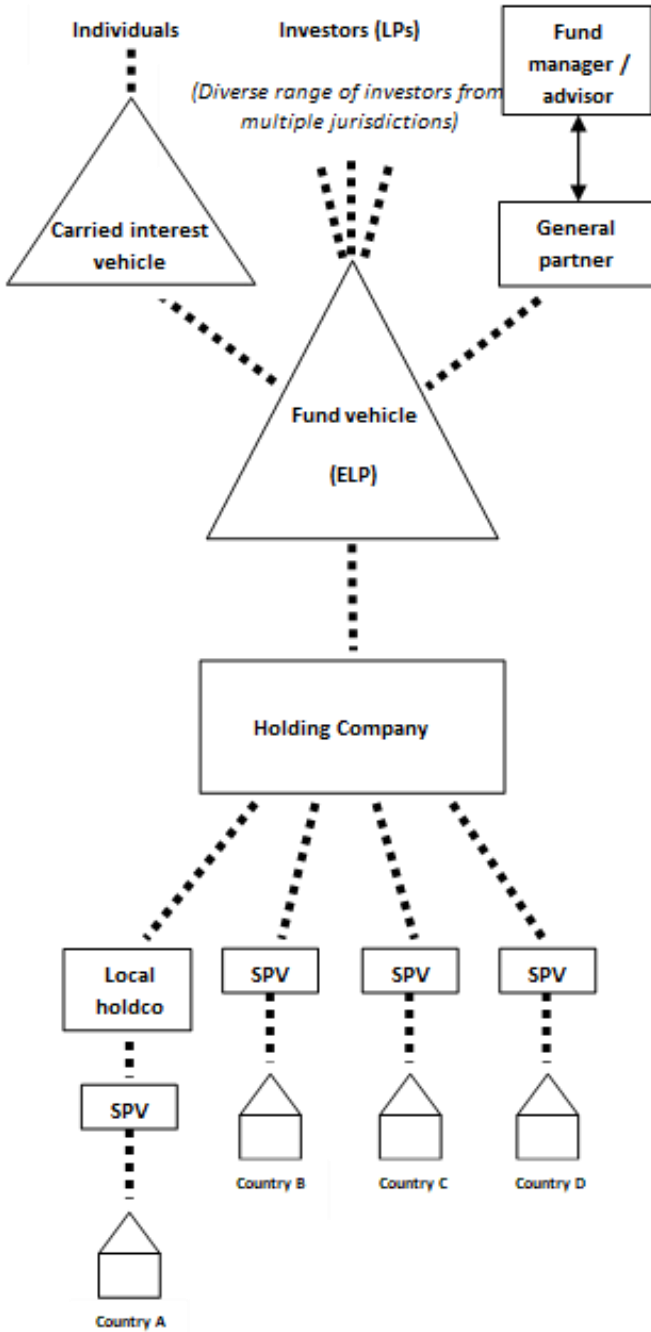 Individuals
Investors (LPs)
Fund
manager /
advisor
(Diverse range of investors from
multiple jurisdictions)
Carried interest
vehicle
General
partner
Fund vehicle
(ELP)
Holding Company
Local
holdco
SPV
SPV
SPV
SPV
Country B
Country C
Country D
Country A